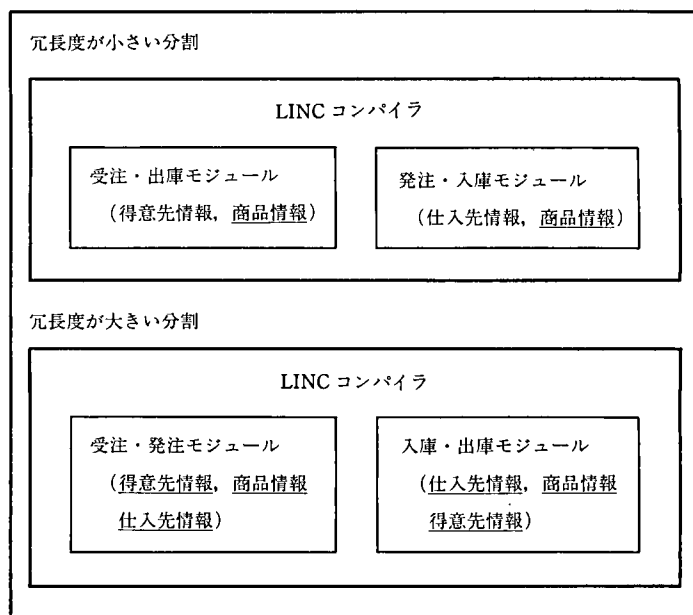 冗長度が小さい分割
LINC コンパイラ
受注・出庫モジュール
(得意先情報, 商品情報)
発注・入庫モジュール
(仕入先情報, 商品情報)
冗長度が大きい分割
LINC コンパイラ
受注・発注モジュール
(得意先情報, 商品情報
仕入先情報)
入庫・出庫モジュール
(仕入先情報, 商品情報
得意先情報)